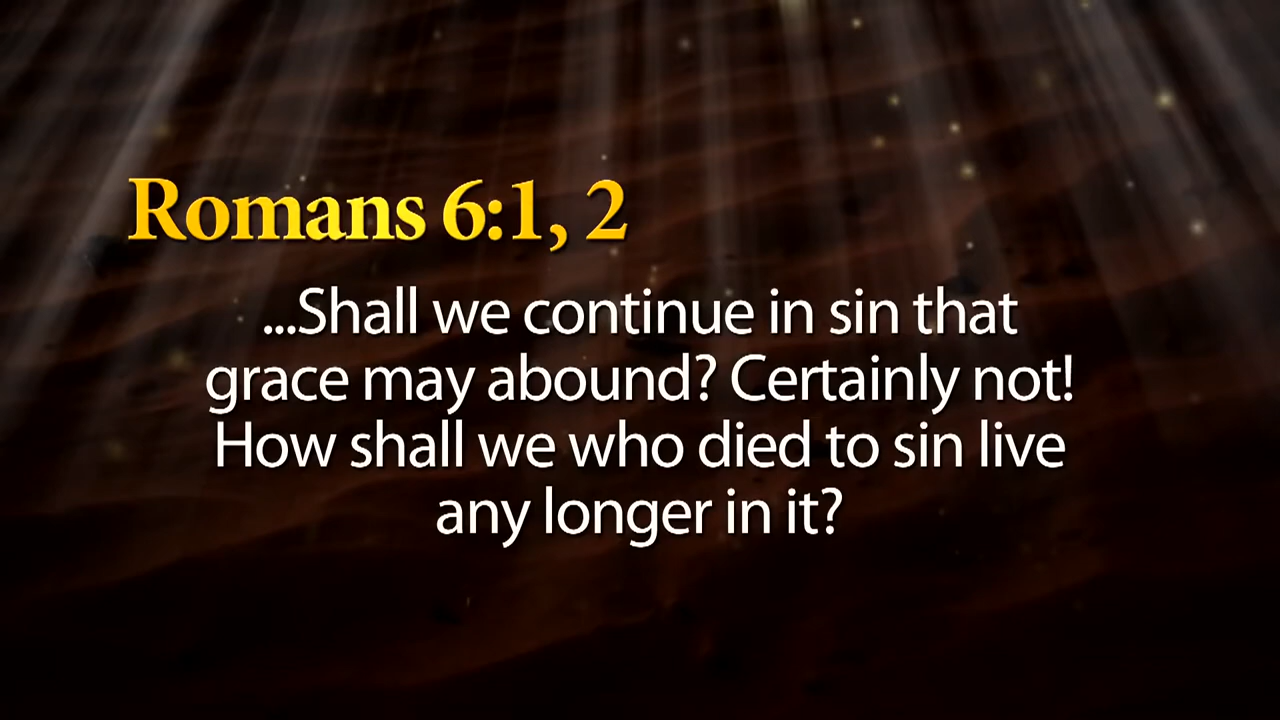 Romans 6:1, 2
...Shall we continue in sin that
grace may abound? Certainly not!
How shall we who died to sin live
any longer in it?